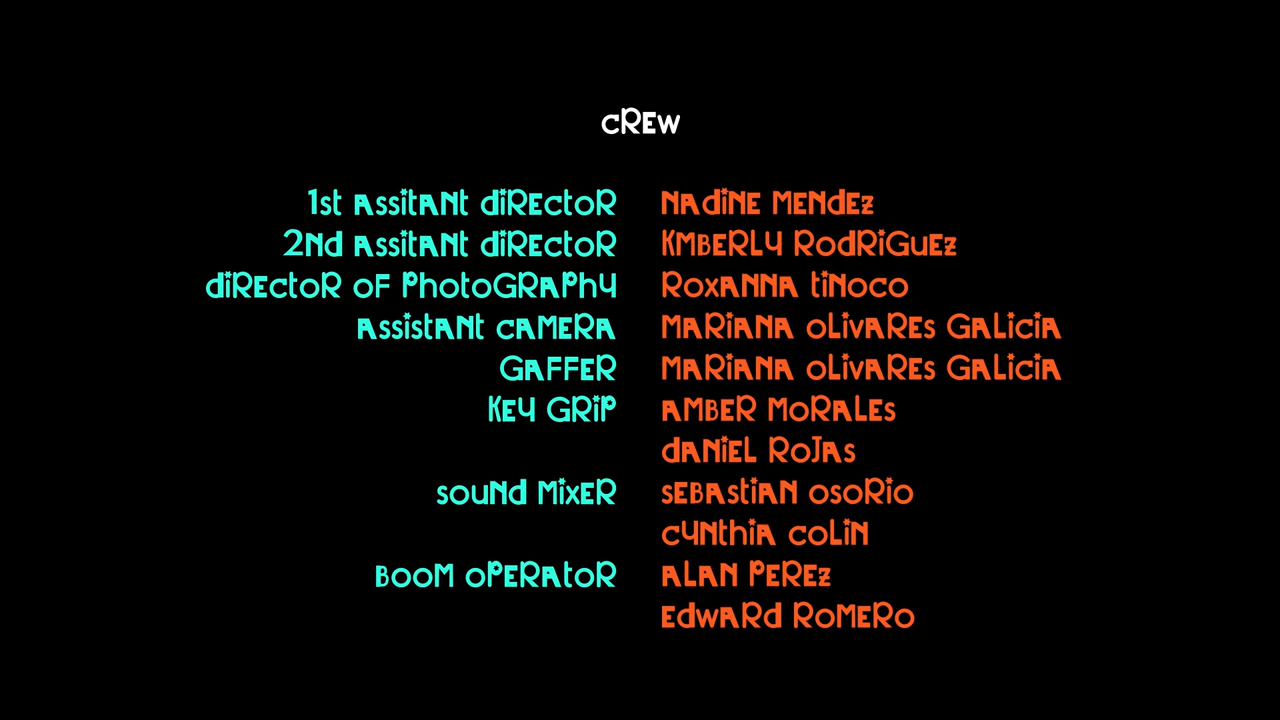 CREW
1st Assitant Director Nadine Mendez
2nd Assitant Director Kmberly Rodriguez
Director of Photography Roxanna Tinoco
Assistant Camera Mariana Olivares Galicia
Gaffer Mariana Olivares Galicia
Key Grip Amber Morales
Daniel Rojas
Sound Mixer Sebastian Osorio
Cynthia Colin
Boom Operator Alan Perez
Edward Romero